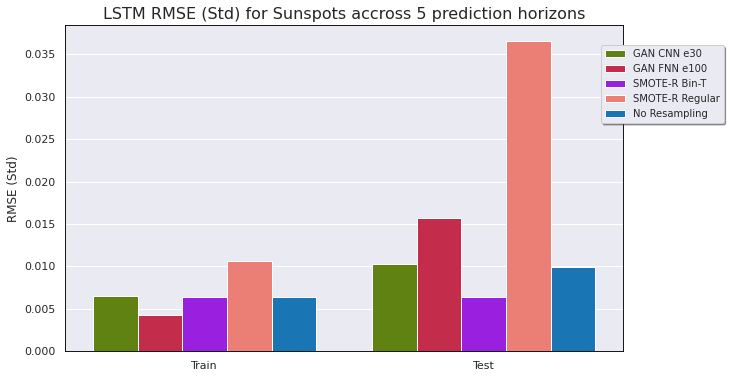 LSTM RMSE (Std) for Sunspots accross 5 prediction horizons
GAN CNN e30
GAN FNN e100
SMOTE-R Bin-T
SMOTE-R Regular
No Resampling
RMSE (Std)
0.035
0.030
0.025
0.020
0.015
0.010
0.005
0.000
Train
Test